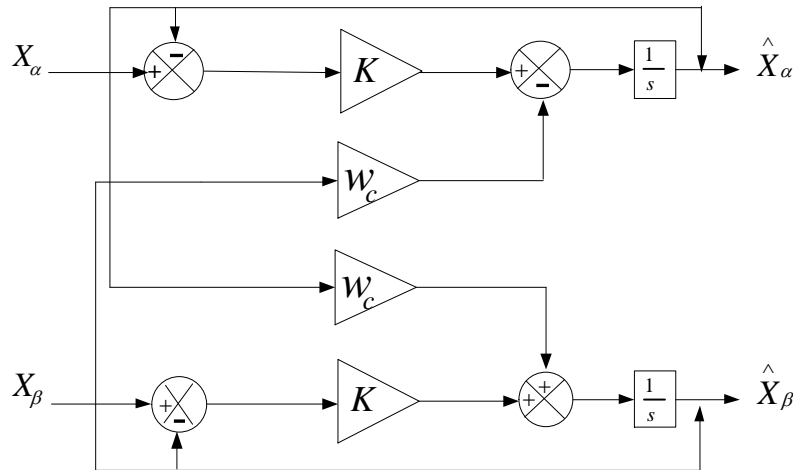 X_α + − K + − 1/s X̂_α
w_c
w_c
X_β + − K + + 1/s X̂_β